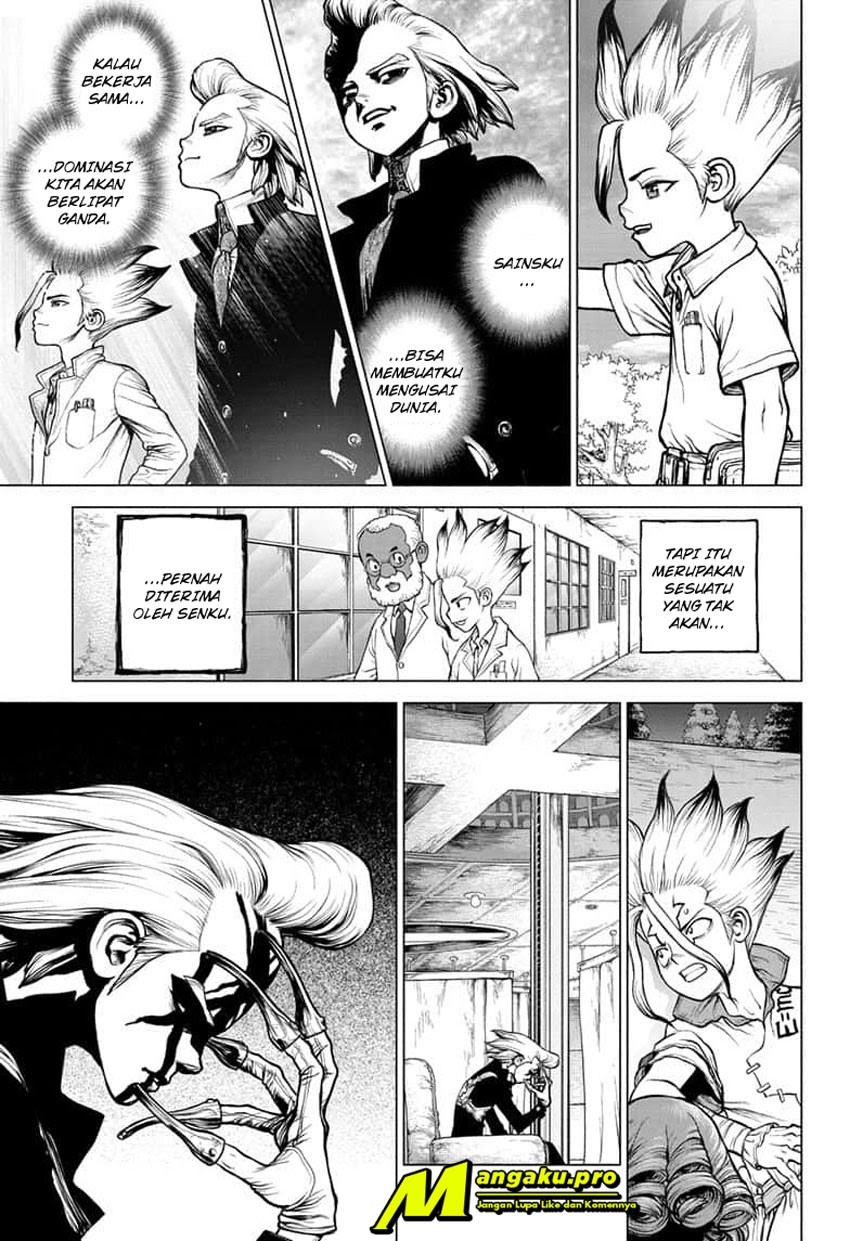 SAINSKU
...
...BISA
MEMBUATKU
MENGUSAI
DUNIA.
KALAU
BEKERJA
SAMA...
...DOMINASI
KITA AKAN
BERLIPAT
GANDA.
TAPI ITU
MERUPAKAN
SESUATU
YANG TAK
AKAN...
...PERNAH
DITERIMA
OLEH SENKU.
E=mc
Mangaku.pro
Jangan Lupa Like dan Komennya